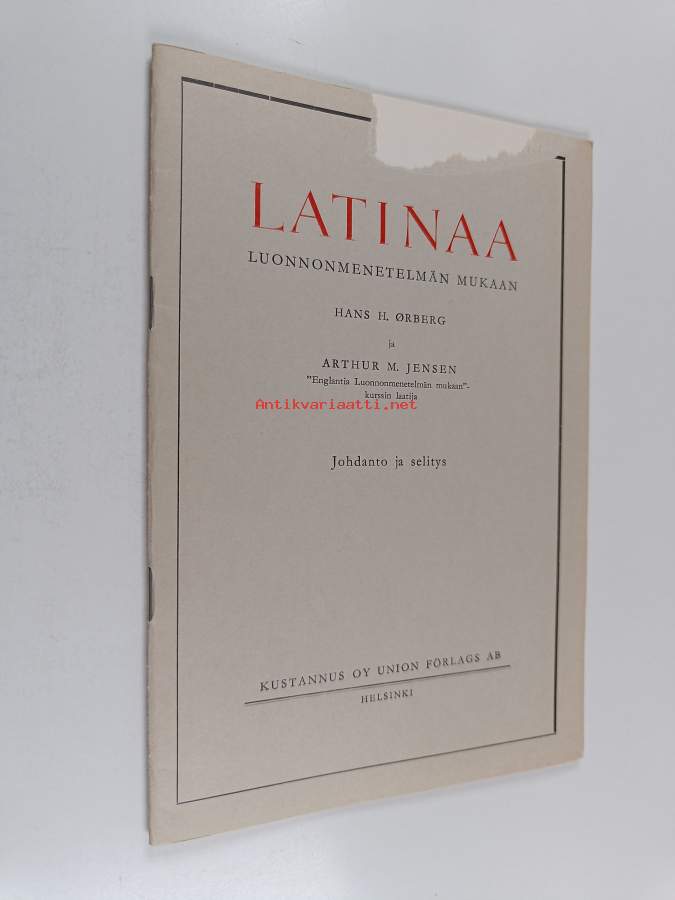 LATINAA
LUONNONMENETELMÄN MUKAAN
HANS H. ØRBERG
ja
ARTHUR M. JENSEN
"Englantia Luonnonmenetelmän mukaan"-
kurssin laatija
Antikvariaatti.net
Johdanto ja selitys
KUSTANNUS OY UNION FÖRLAGS AB
HELSINKI